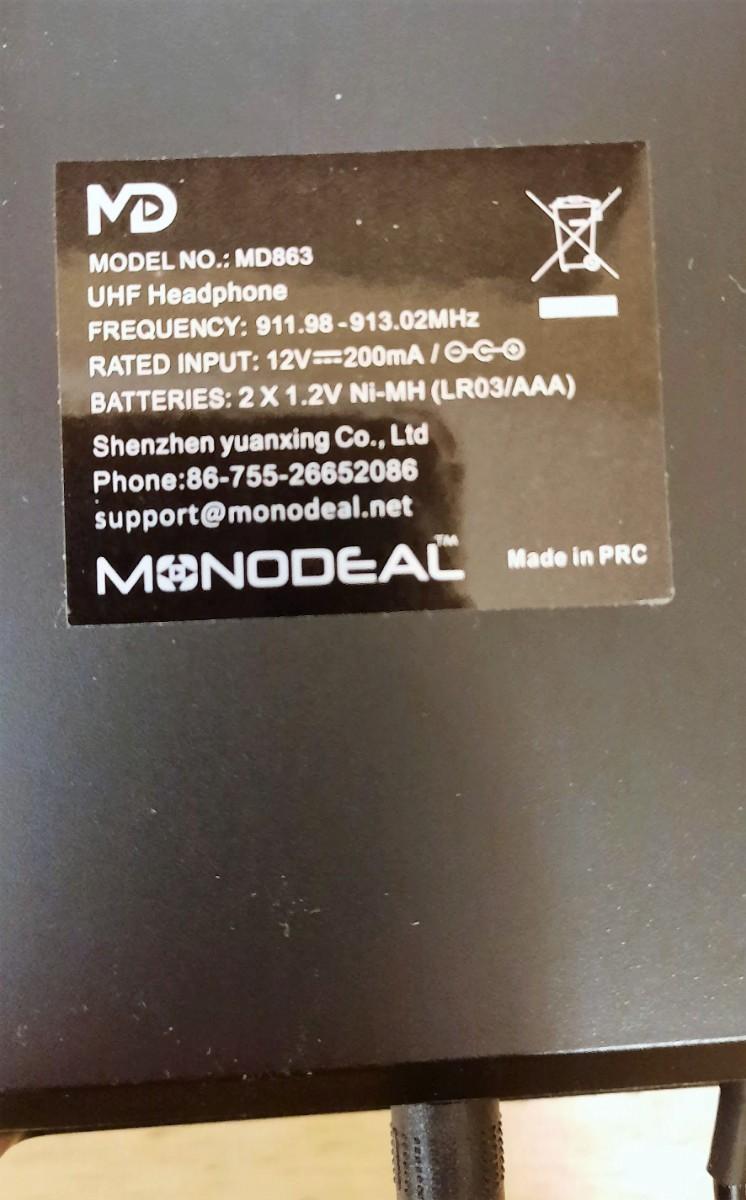 MD
MODEL NO.: MD863
UHF Headphone
FREQUENCY: 911.98-913.02MHz
RATED INPUT: 12V⎓200mA /
BATTERIES: 2 X 1.2V Ni-MH (LR03/AAA)
Shenzhen yuanxing Co., Ltd
Phone:86-755-26652086
support@monodeal.net
MONODEAL™
Made in PRC